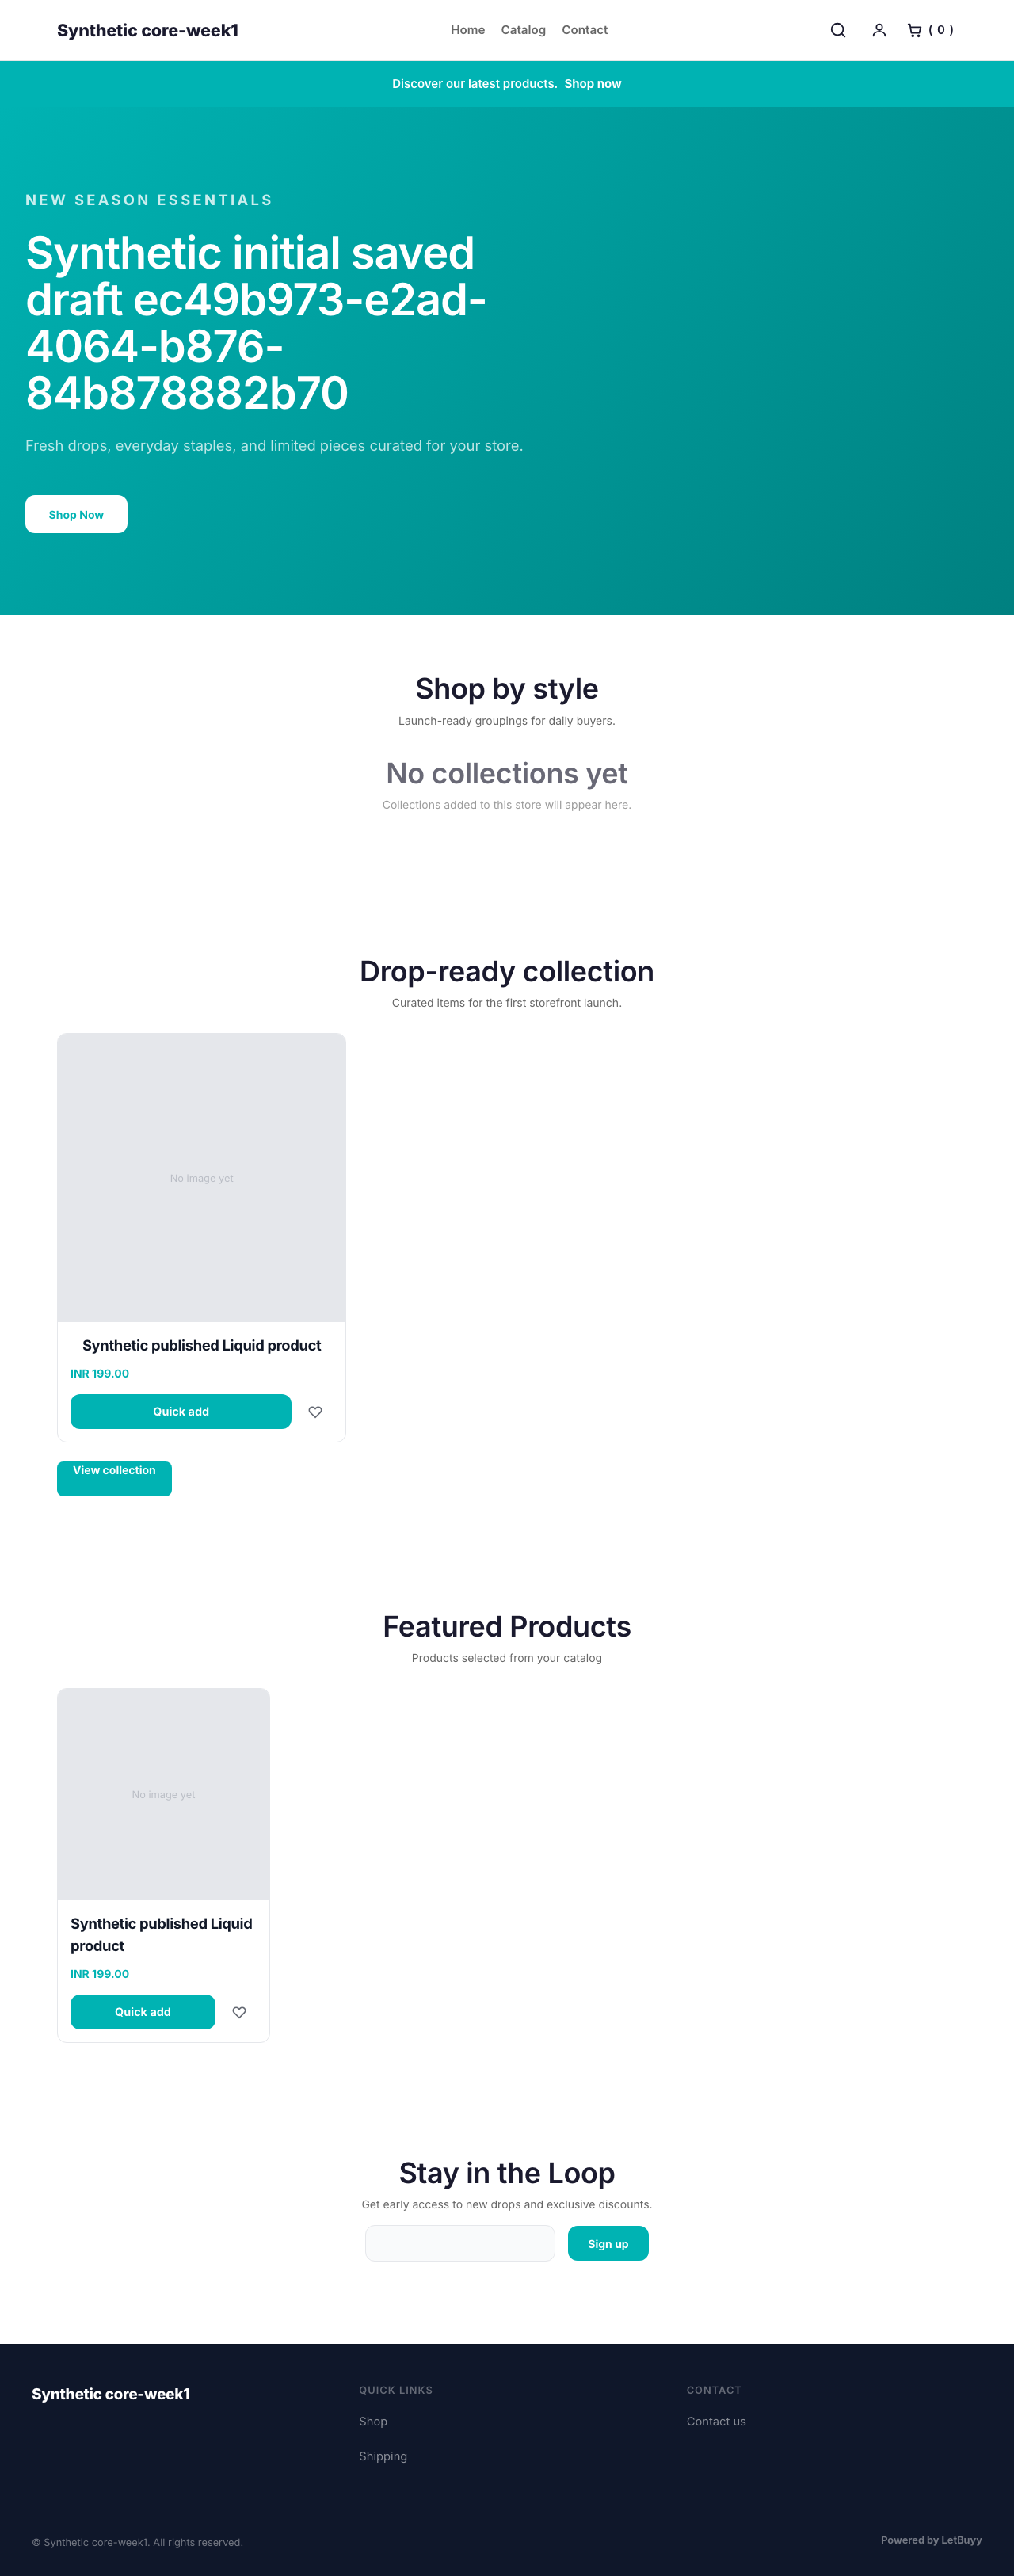 Synthetic core-week1
Home Catalog Contact
( 0 )
Discover our latest products. Shop now
NEW SEASON ESSENTIALS
Synthetic initial saved
draft ec49b973-e2ad-
4064-b876-
84b878882b70
Fresh drops, everyday staples, and limited pieces curated for your store.
Shop Now
Shop by style
Launch-ready groupings for daily buyers.
No collections yet
Collections added to this store will appear here.
Drop-ready collection
Curated items for the first storefront launch.
No image yet
Synthetic published Liquid product
INR 199.00
Quick add
View collection
Featured Products
Products selected from your catalog
No image yet
Synthetic published Liquid
product
INR 199.00
Quick add
Stay in the Loop
Get early access to new drops and exclusive discounts.
Sign up
Synthetic core-week1
QUICK LINKS
Shop
Shipping
CONTACT
Contact us
© Synthetic core-week1. All rights reserved.
Powered by LetBuyy